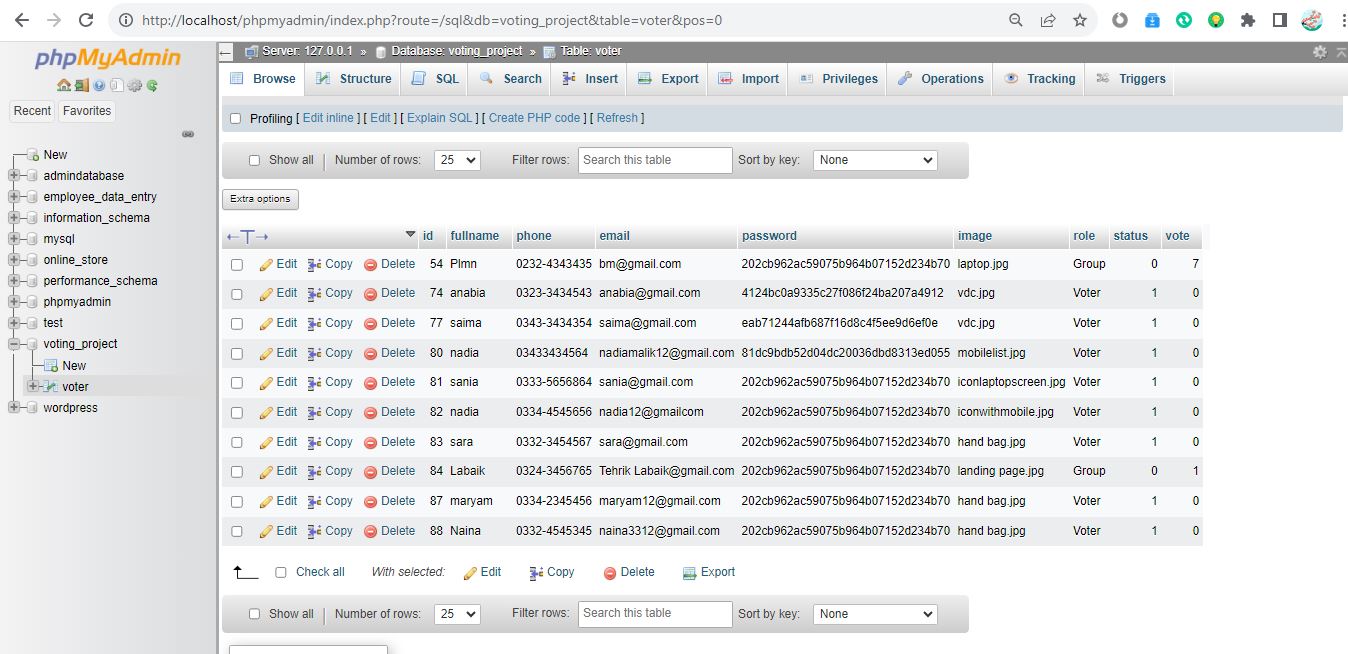 http://localhost/phpmyadmin/index.php?route=/sql&db=voting_project&table=voter&pos=0
phpMyAdmin
Recent Favorites
New
admindatabase
employee_data_entry
information_schema
mysql
online_store
performance_schema
phpmyadmin
test
voting_project
New
voter
wordpress
Server: 127.0.0.1 » Database: voting_project » Table: voter
Browse Structure SQL Search Insert Export Import Privileges Operations Tracking Triggers
Profiling [ Edit inline ] [ Edit ] [ Explain SQL ] [ Create PHP code ] [ Refresh ]
Show all Number of rows: 25 Filter rows: Search this table Sort by key: None
Extra options
←T→ id fullname phone email password image role status vote
Edit Copy Delete 54 Plmn 0232-4343435 bm@gmail.com 202cb962ac59075b964b07152d234b70 laptop.jpg Group 0 7
Edit Copy Delete 74 anabia 0323-3434543 anabia@gmail.com 4124bc0a9335c27f086f24ba207a4912 vdc.jpg Voter 1 0
Edit Copy Delete 77 saima 0343-3434354 saima@gmail.com eab71244afb687f16d8c4f5ee9d6ef0e vdc.jpg Voter 1 0
Edit Copy Delete 80 nadia 03433434564 nadiamalik12@gmail.com 81dc9bdb52d04dc20036dbd8313ed055 mobilelist.jpg Voter 1 0
Edit Copy Delete 81 sania 0333-5656864 sania@gmail.com 202cb962ac59075b964b07152d234b70 iconlaptopscreen.jpg Voter 1 0
Edit Copy Delete 82 nadia 0334-4545656 nadia12@gmailcom 202cb962ac59075b964b07152d234b70 iconwithmobile.jpg Voter 1 0
Edit Copy Delete 83 sara 0332-3454567 sara@gmail.com 202cb962ac59075b964b07152d234b70 hand bag.jpg Voter 1 0
Edit Copy Delete 84 Labaik 0324-3456765 Tehrik Labaik@gmail.com 202cb962ac59075b964b07152d234b70 landing page.jpg Group 0 1
Edit Copy Delete 87 maryam 0334-2345456 maryam12@gmail.com 202cb962ac59075b964b07152d234b70 hand bag.jpg Voter 1 0
Edit Copy Delete 88 Naina 0332-4545345 naina3312@gmail.com 202cb962ac59075b964b07152d234b70 hand bag.jpg Voter 1 0
Check all With selected: Edit Copy Delete Export
Show all Number of rows: 25 Filter rows: Search this table Sort by key: None